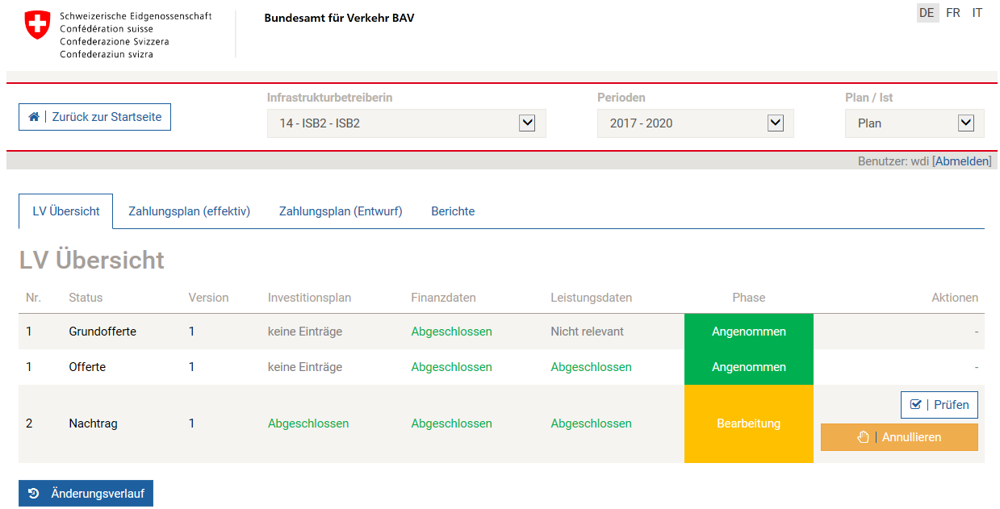 Schweizerische Eidgenossenschaft
Confédération suisse
Confederazione Svizzera
Confederaziun svizra
Bundesamt für Verkehr BAV
DE FR IT
Zurück zur Startseite
Infrastrukturbetreiberin
14 - ISB2 - ISB2
Perioden
2017 - 2020
Plan / Ist
Plan
Benutzer: wdi [Abmelden]
LV Übersicht Zahlungsplan (effektiv) Zahlungsplan (Entwurf) Berichte
LV Übersicht
Nr. Status Version Investitionsplan Finanzdaten Leistungsdaten Phase Aktionen
1 Grundofferte 1 keine Einträge Abgeschlossen Nicht relevant Angenommen -
1 Offerte 1 keine Einträge Abgeschlossen Abgeschlossen Angenommen -
2 Nachtrag 1 Abgeschlossen Abgeschlossen Abgeschlossen Bearbeitung
Prüfen
Annullieren
Änderungsverlauf